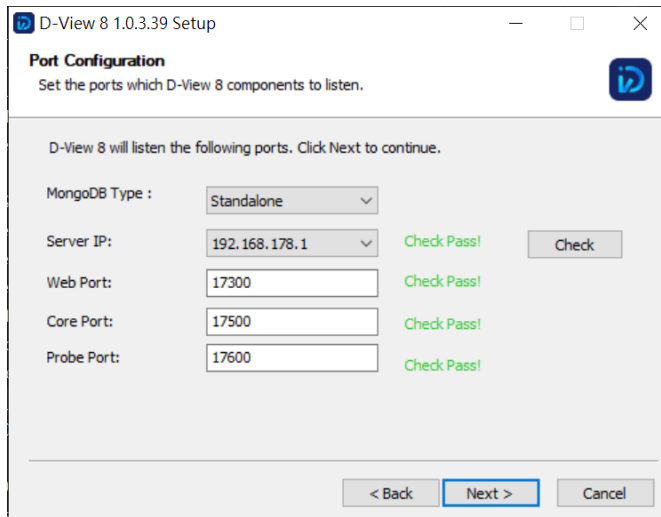 D-View 8 1.0.3.39 Setup
Port Configuration
Set the ports which D-View 8 components to listen.
D-View 8 will listen the following ports. Click Next to continue.
MongoDB Type :
Standalone
Server IP:
192.168.178.1
Check Pass!
Check
Web Port:
17300
Check Pass!
Core Port:
17500
Check Pass!
Probe Port:
17600
Check Pass!
< Back
Next >
Cancel